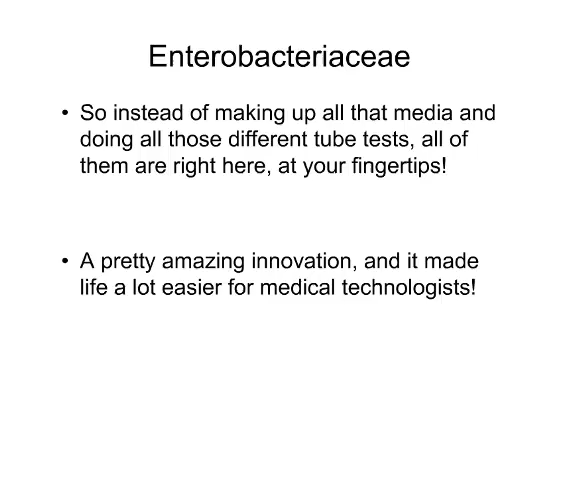 Enterobacteriaceae
• So instead of making up all that media and
doing all those different tube tests, all of
them are right here, at your fingertips!
• A pretty amazing innovation, and it made
life a lot easier for medical technologists!